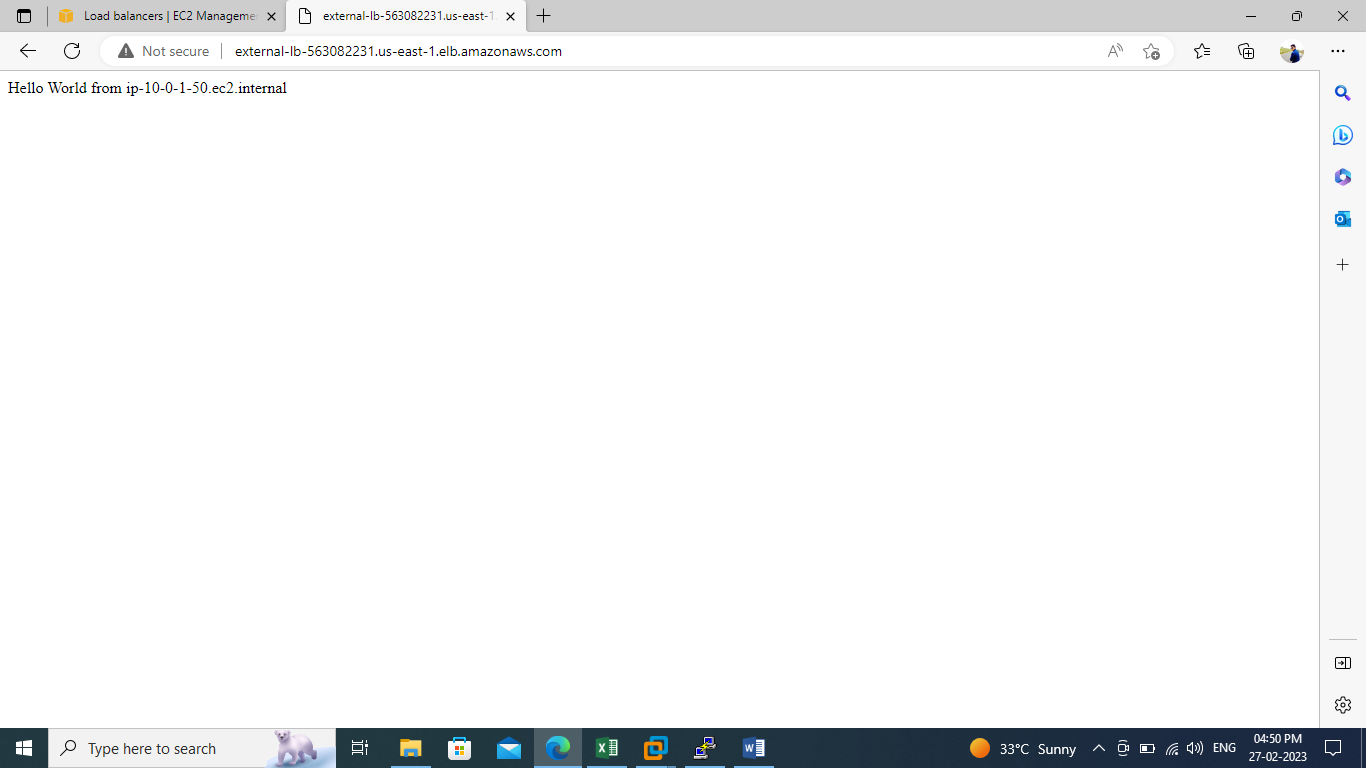 Load balancers | EC2 Manageme
external-lb-563082231.us-east-1.
Not secure
external-lb-563082231.us-east-1.elb.amazonaws.com
Hello World from ip-10-0-1-50.ec2.internal
Type here to search
33°C Sunny
ENG
04:50 PM
27-02-2023